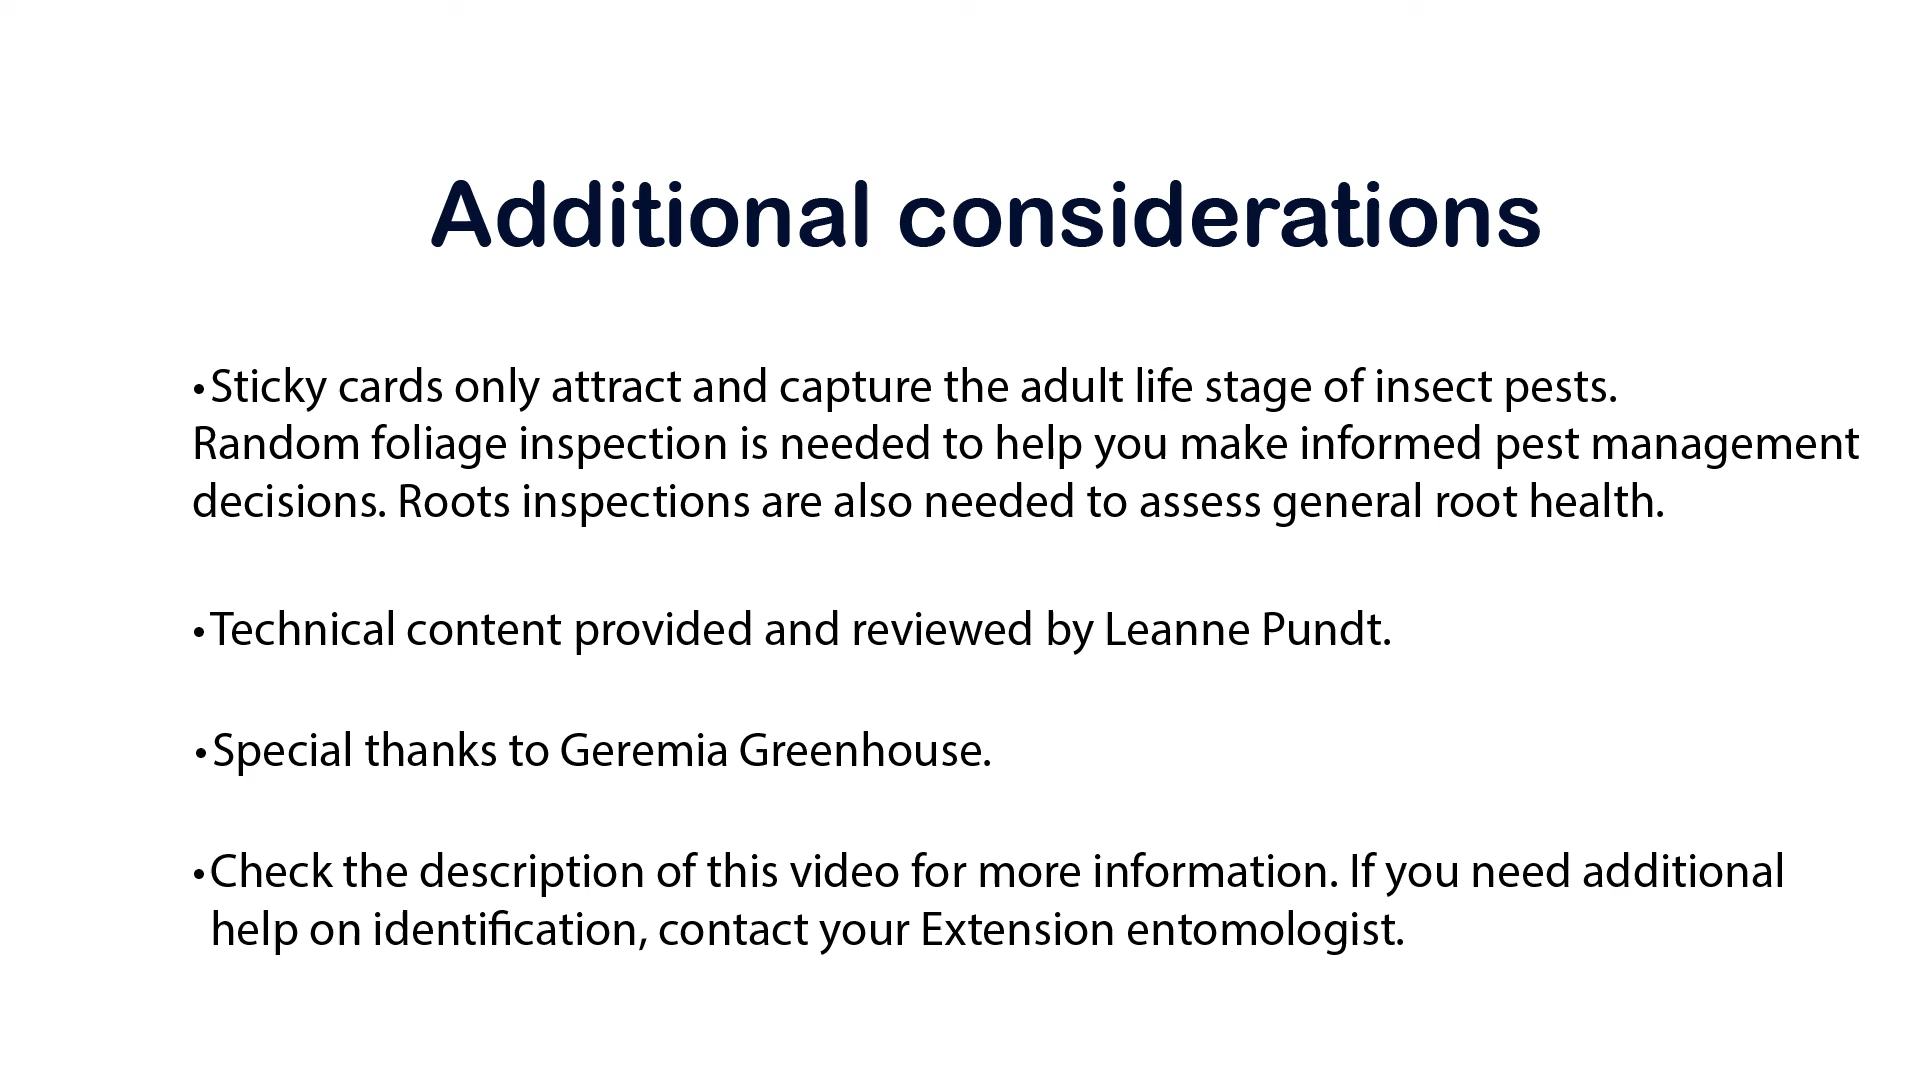 Additional considerations
•Sticky cards only attract and capture the adult life stage of insect pests.
Random foliage inspection is needed to help you make informed pest management
decisions. Roots inspections are also needed to assess general root health.
•Technical content provided and reviewed by Leanne Pundt.
•Special thanks to Geremia Greenhouse.
•Check the description of this video for more information. If you need additional
help on identification, contact your Extension entomologist.